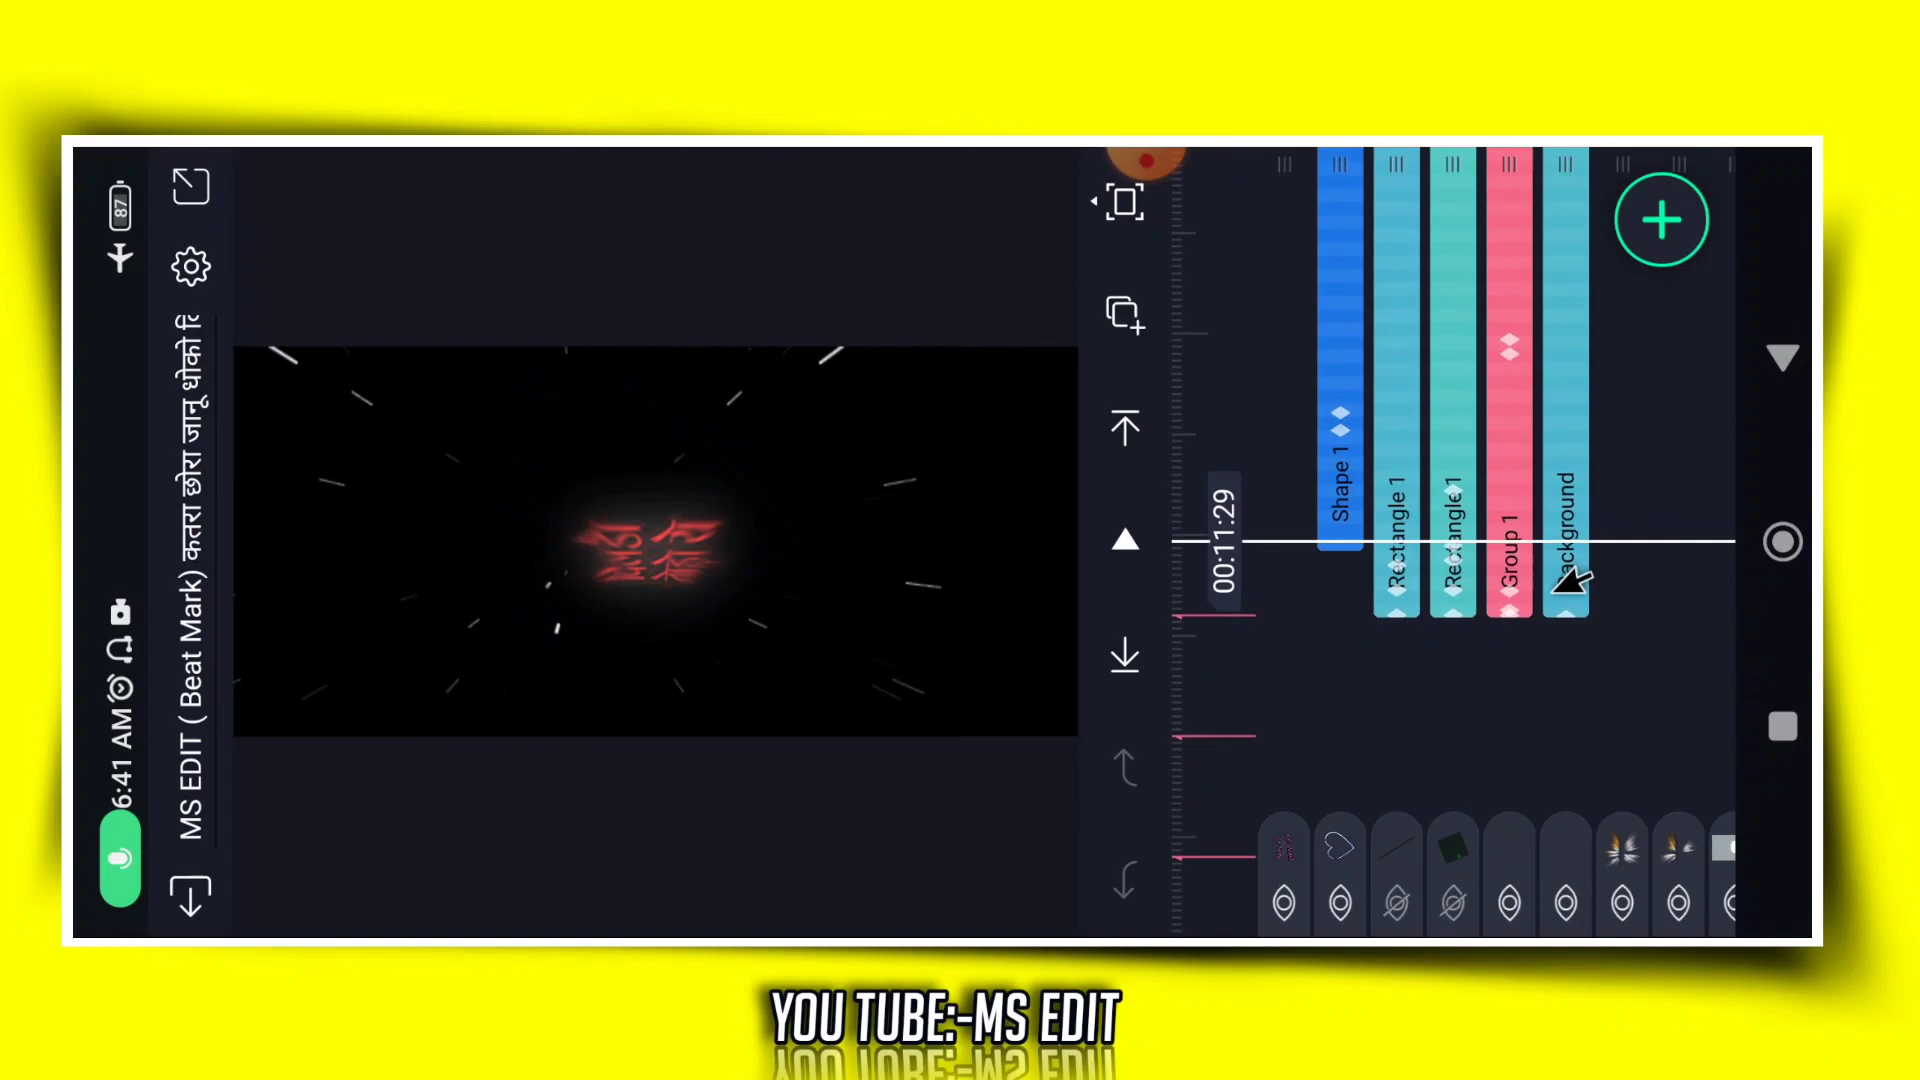 87
6:41 AM
MS EDIT ( Beat Mark) कतरा छोरा जानू धोको
00:11:29
Shape 1
Rectangle 1
Rectangle 1
Group 1
Background
YOU TUBE:-MS EDIT